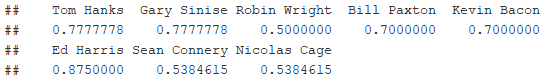 ## Tom Hanks Gary Sinise Robin Wright Bill Paxton Kevin Bacon
## 0.7777778 0.7777778 0.5000000 0.7000000 0.7000000
## Ed Harris Sean Connery Nicolas Cage
## 0.8750000 0.5384615 0.5384615